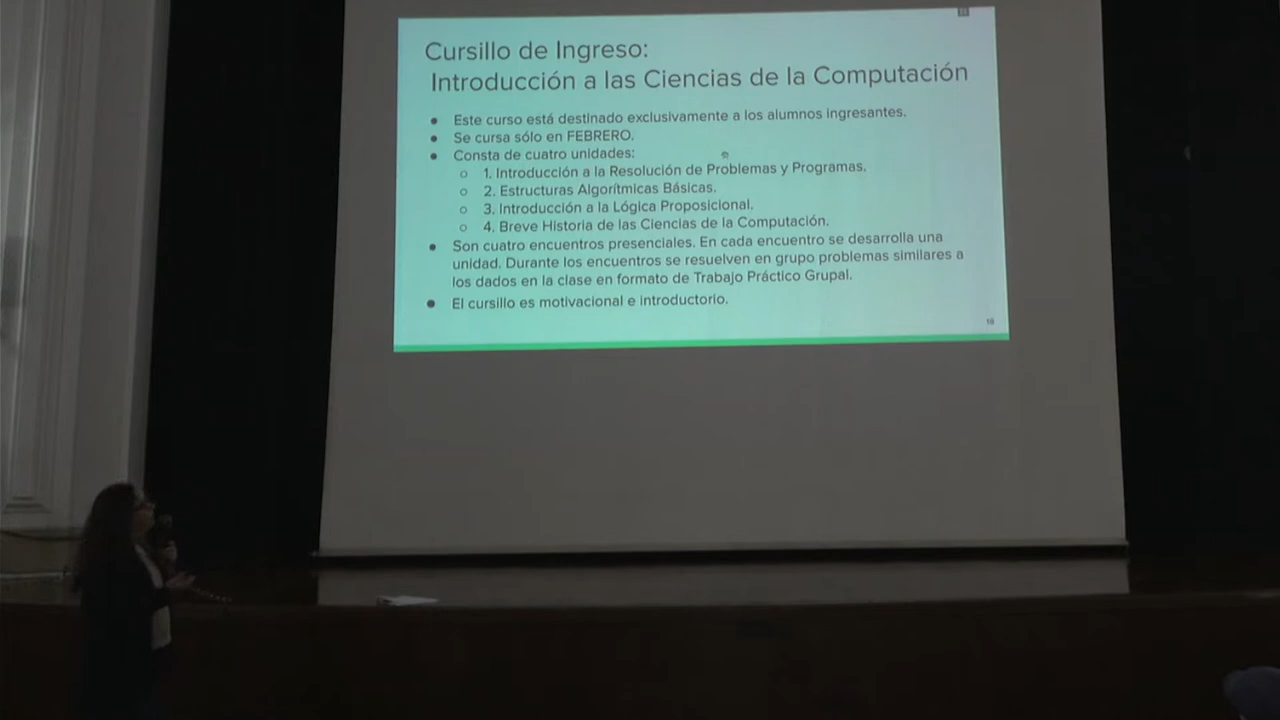 Cursillo de Ingreso:
Introducción a las Ciencias de la Computación
● Este curso está destinado exclusivamente a los alumnos ingresantes.
● Se cursa sólo en FEBRERO.
● Consta de cuatro unidades:
○ 1. Introducción a la Resolución de Problemas y Programas.
○ 2. Estructuras Algorítmicas Básicas.
○ 3. Introducción a la Lógica Proposicional.
○ 4. Breve Historia de las Ciencias de la Computación.
● Son cuatro encuentros presenciales. En cada encuentro se desarrolla una
unidad. Durante los encuentros se resuelven en grupo problemas similares a
los dados en la clase en formato de Trabajo Práctico Grupal.
● El cursillo es motivacional e introductorio.